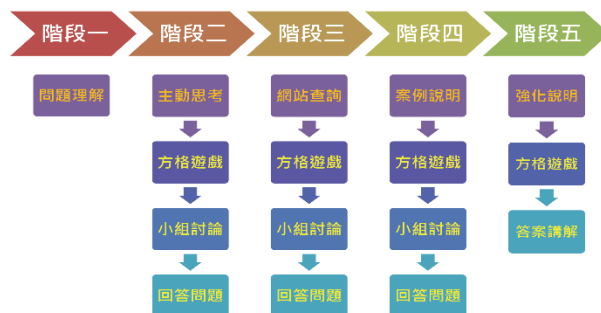 階段一
階段二
階段三
階段四
階段五
問題理解
主動思考
網站查詢
案例說明
強化說明
方格遊戲
方格遊戲
方格遊戲
方格遊戲
小組討論
小組討論
小組討論
答案講解
回答問題
回答問題
回答問題